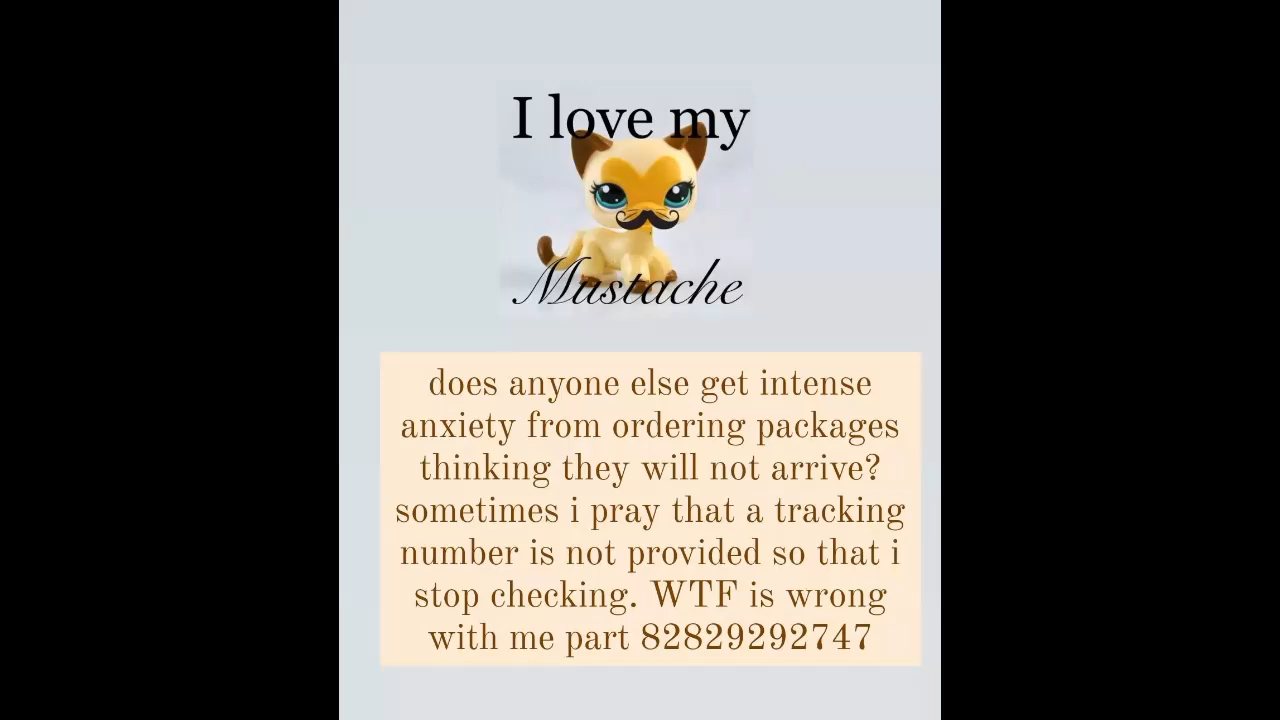 I love my
Mustache
does anyone else get intense
anxiety from ordering packages
thinking they will not arrive?
sometimes i pray that a tracking
number is not provided so that i
stop checking. WTF is wrong
with me part 82829292747